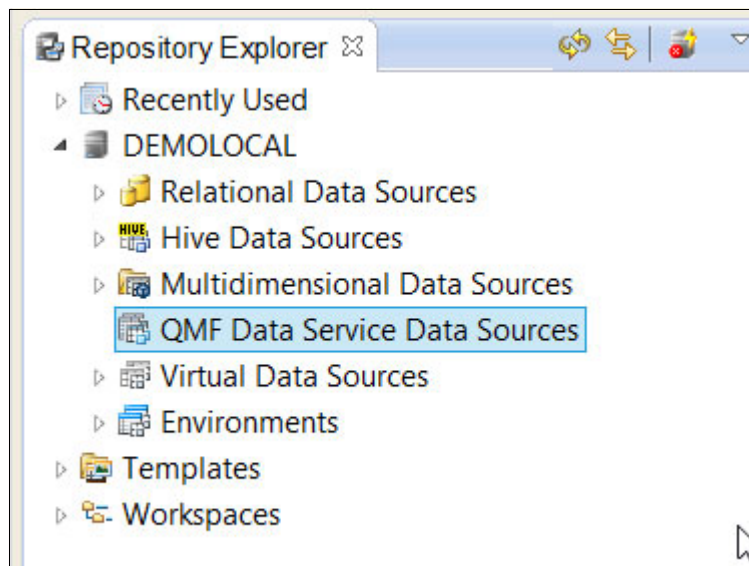 Repository Explorer
Recently Used
DEMOLOCAL
Relational Data Sources
HIVE
Hive Data Sources
Multidimensional Data Sources
QMF Data Service Data Sources
Virtual Data Sources
Environments
Templates
Workspaces